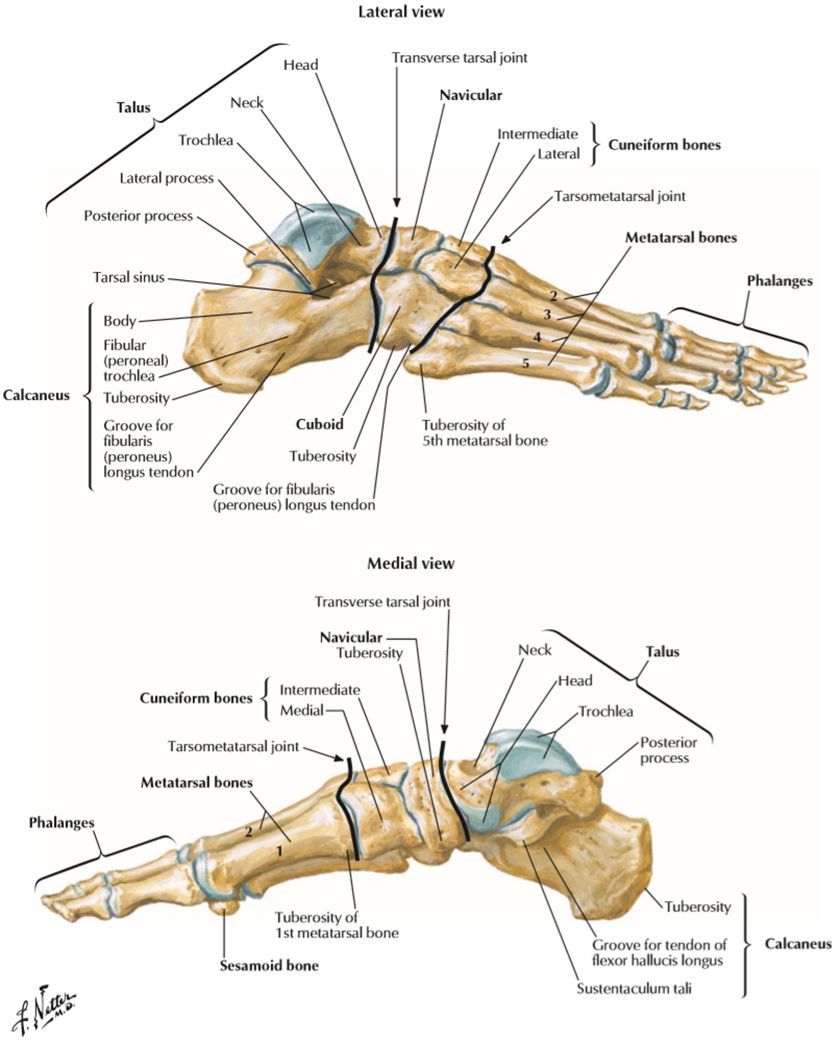 Lateral view
Head
Transverse tarsal joint
Talus
Neck
Navicular
Trochlea
Intermediate
Lateral
Cuneiform bones
Lateral process
Tarsometatarsal joint
Posterior process
Metatarsal bones
Tarsal sinus
Phalanges
2
3
4
5
Calcaneus
Body
Fibular
(peroneal)
trochlea
Tuberosity
Groove for
fibularis
(peroneus)
longus tendon
Cuboid
Tuberosity
Groove for fibularis
(peroneus) longus tendon
Tuberosity of
5th metatarsal bone
Medial view
Transverse tarsal joint
Navicular
Tuberosity
Neck
Talus
Head
Cuneiform bones
Intermediate
Medial
Trochlea
Tarsometatarsal joint
Posterior
process
Metatarsal bones
Phalanges
2
1
Tuberosity of
1st metatarsal bone
Sesamoid bone
Tuberosity
Groove for tendon of
flexor hallucis longus
Sustentaculum tali
Calcaneus
F. Netter
M.D.